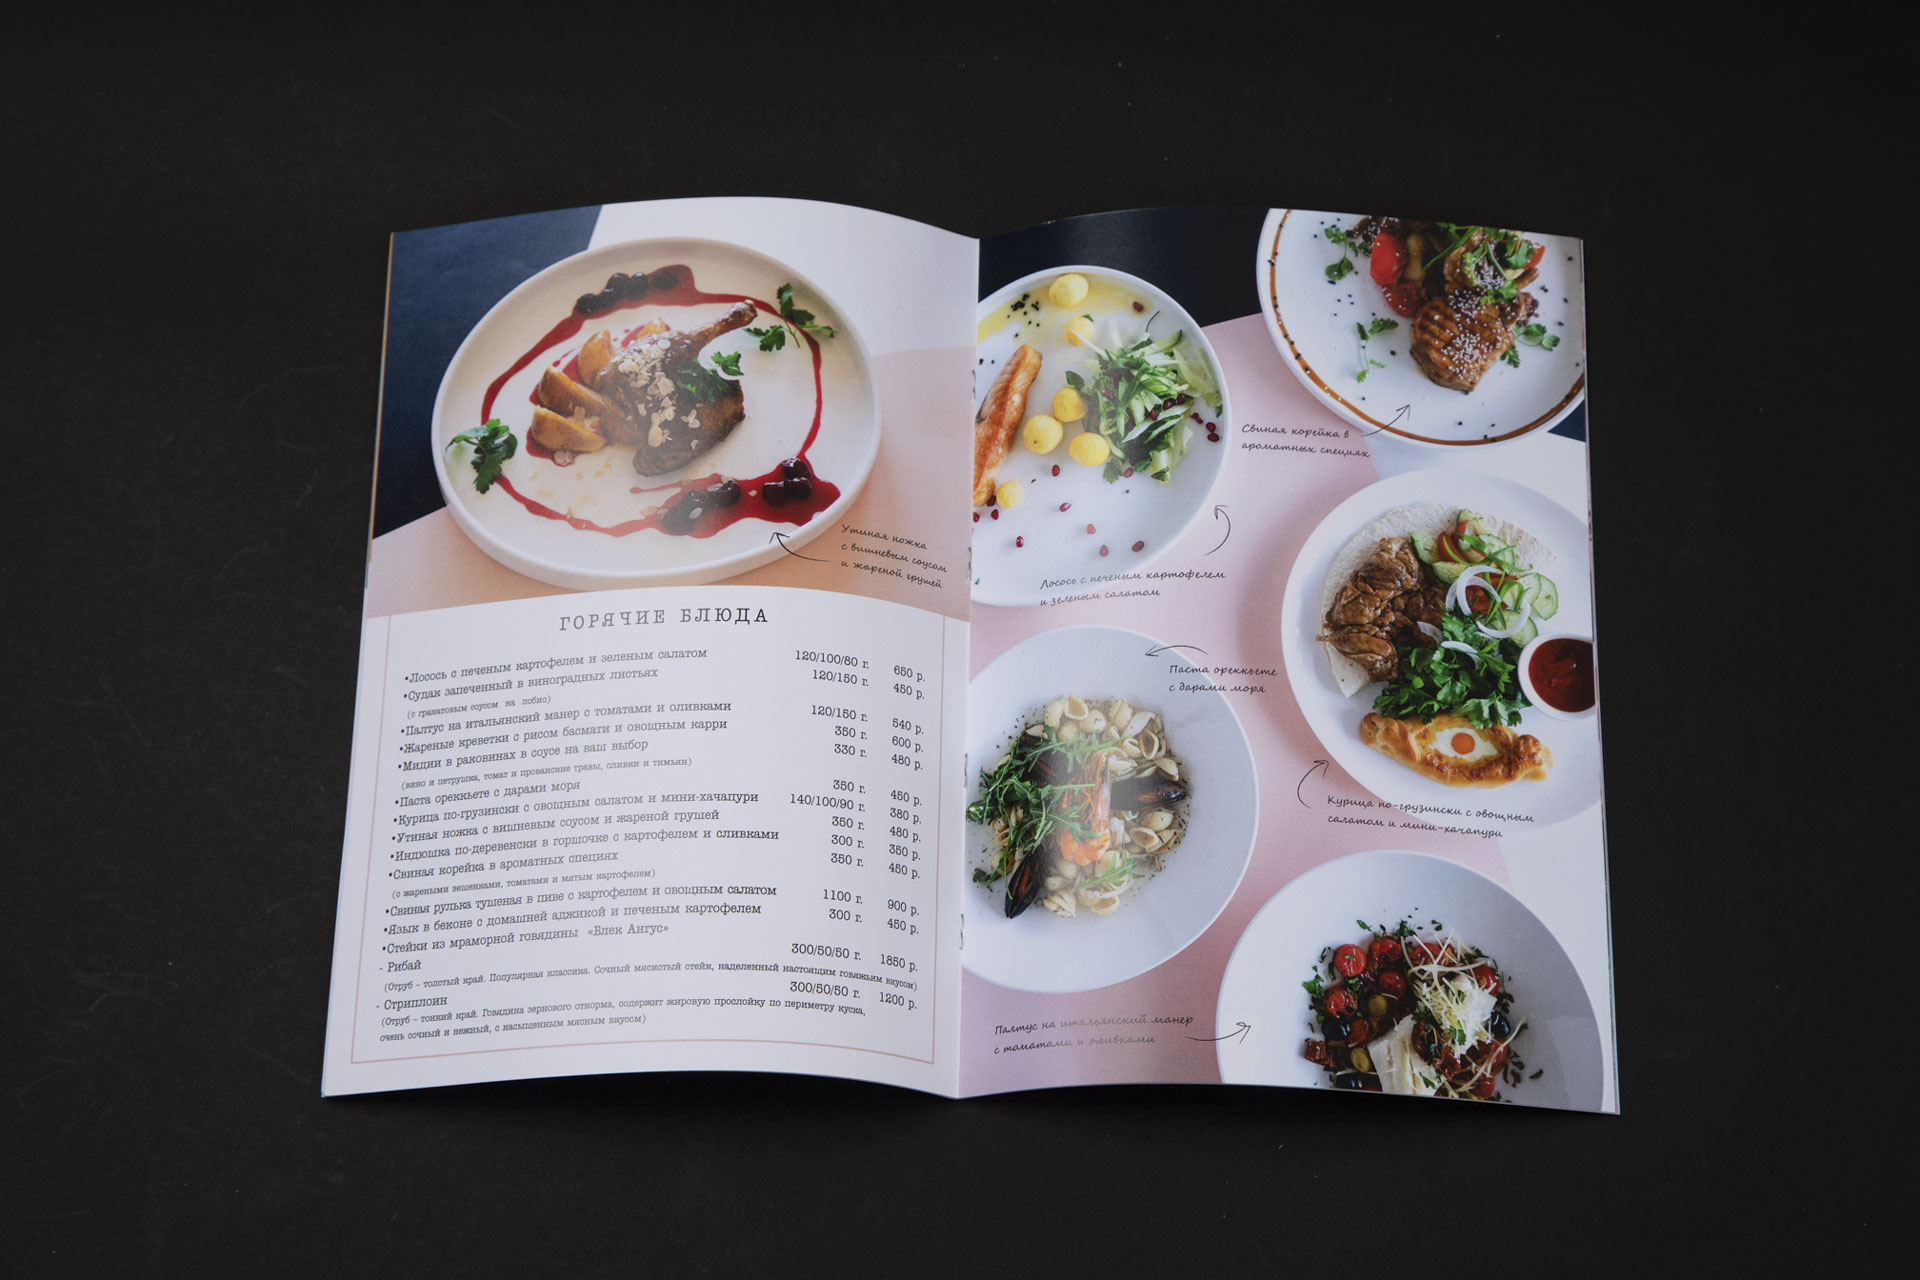 Утиная ножка
с вишневым соусом
и жареной грушей
ГОРЯЧИЕ БЛЮДА
•Лосось с печеным картофелем и зеленым салатом 120/100/80 г. 650 р.
•Судак запеченный в виноградных листьях 120/150 г. 450 р.
(с гранатовым соусом на лобио)
•Палтус на итальянский манер с томатами и оливками 120/150 г. 540 р.
•Жареные креветки с рисом басмати и овощным карри 350 г. 600 р.
•Мидии в раковинах в соусе на ваш выбор 330 г. 480 р.
(вино и петрушка, томат и прованские травы, сливки и тимьян)
•Паста ореккьете с дарами моря 350 г. 450 р.
•Курица по-грузински с овощным салатом и мини-хачапури 140/100/90 г. 380 р.
•Утиная ножка с вишневым соусом и жареной грушей 350 г. 480 р.
•Индюшка по-деревенски в горшочке с картофелем и сливками 300 г. 350 р.
•Свиная корейка в ароматных специях 350 г. 450 р.
(с жареными вешенками, томатами и мятым картофелем)
•Свиная рулька тушеная в пиве с картофелем и овощным салатом 1100 г. 900 р.
•Язык в беконе с домашней аджикой и печеным картофелем 300 г. 450 р.
•Стейки из мраморной говядины «Блек Ангус»
- Рибай 300/50/50 г. 1850 р.
(Отруб – толстый край. Популярная классика. Сочный мясистый стейк, наделенный настоящим говяжьим вкусом)
- Стриплоин 300/50/50 г. 1200 р.
(Отруб – тонкий край. Говядина зернового откорма, содержит жировую прослойку по периметру куска,
очень сочный и нежный, с насыщенным мясным вкусом)
Свиная корейка в
ароматных специях
Лосось с печеным картофелем
и зеленым салатом
Паста ореккьете
с дарами моря
Курица по-грузински с овощным
салатом и мини-хачапури
Палтус на итальянский манер
с томатами и оливками